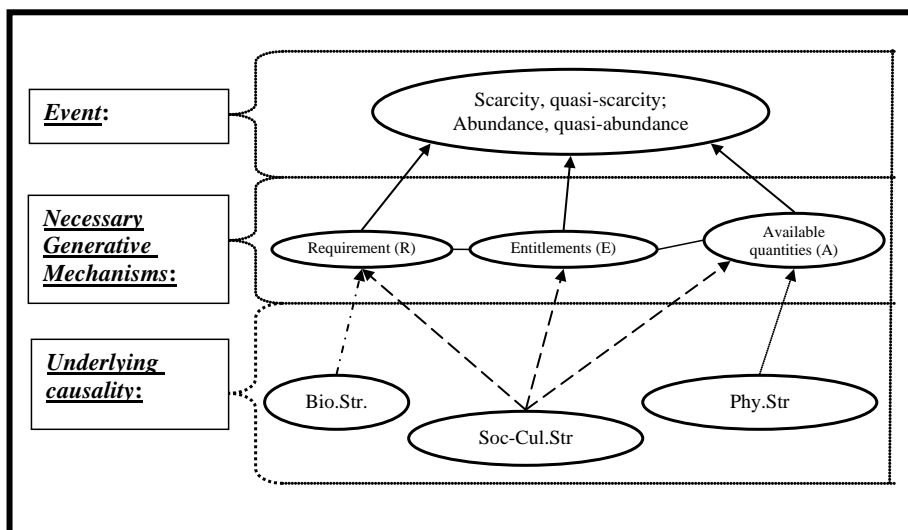 Event:
Scarcity, quasi-scarcity;
Abundance, quasi-abundance
Necessary
Generative
Mechanisms:
Requirement (R)
Entitlements (E)
Available
quantities (A)
Underlying
causality:
Bio.Str.
Soc-Cul.Str
Phy.Str